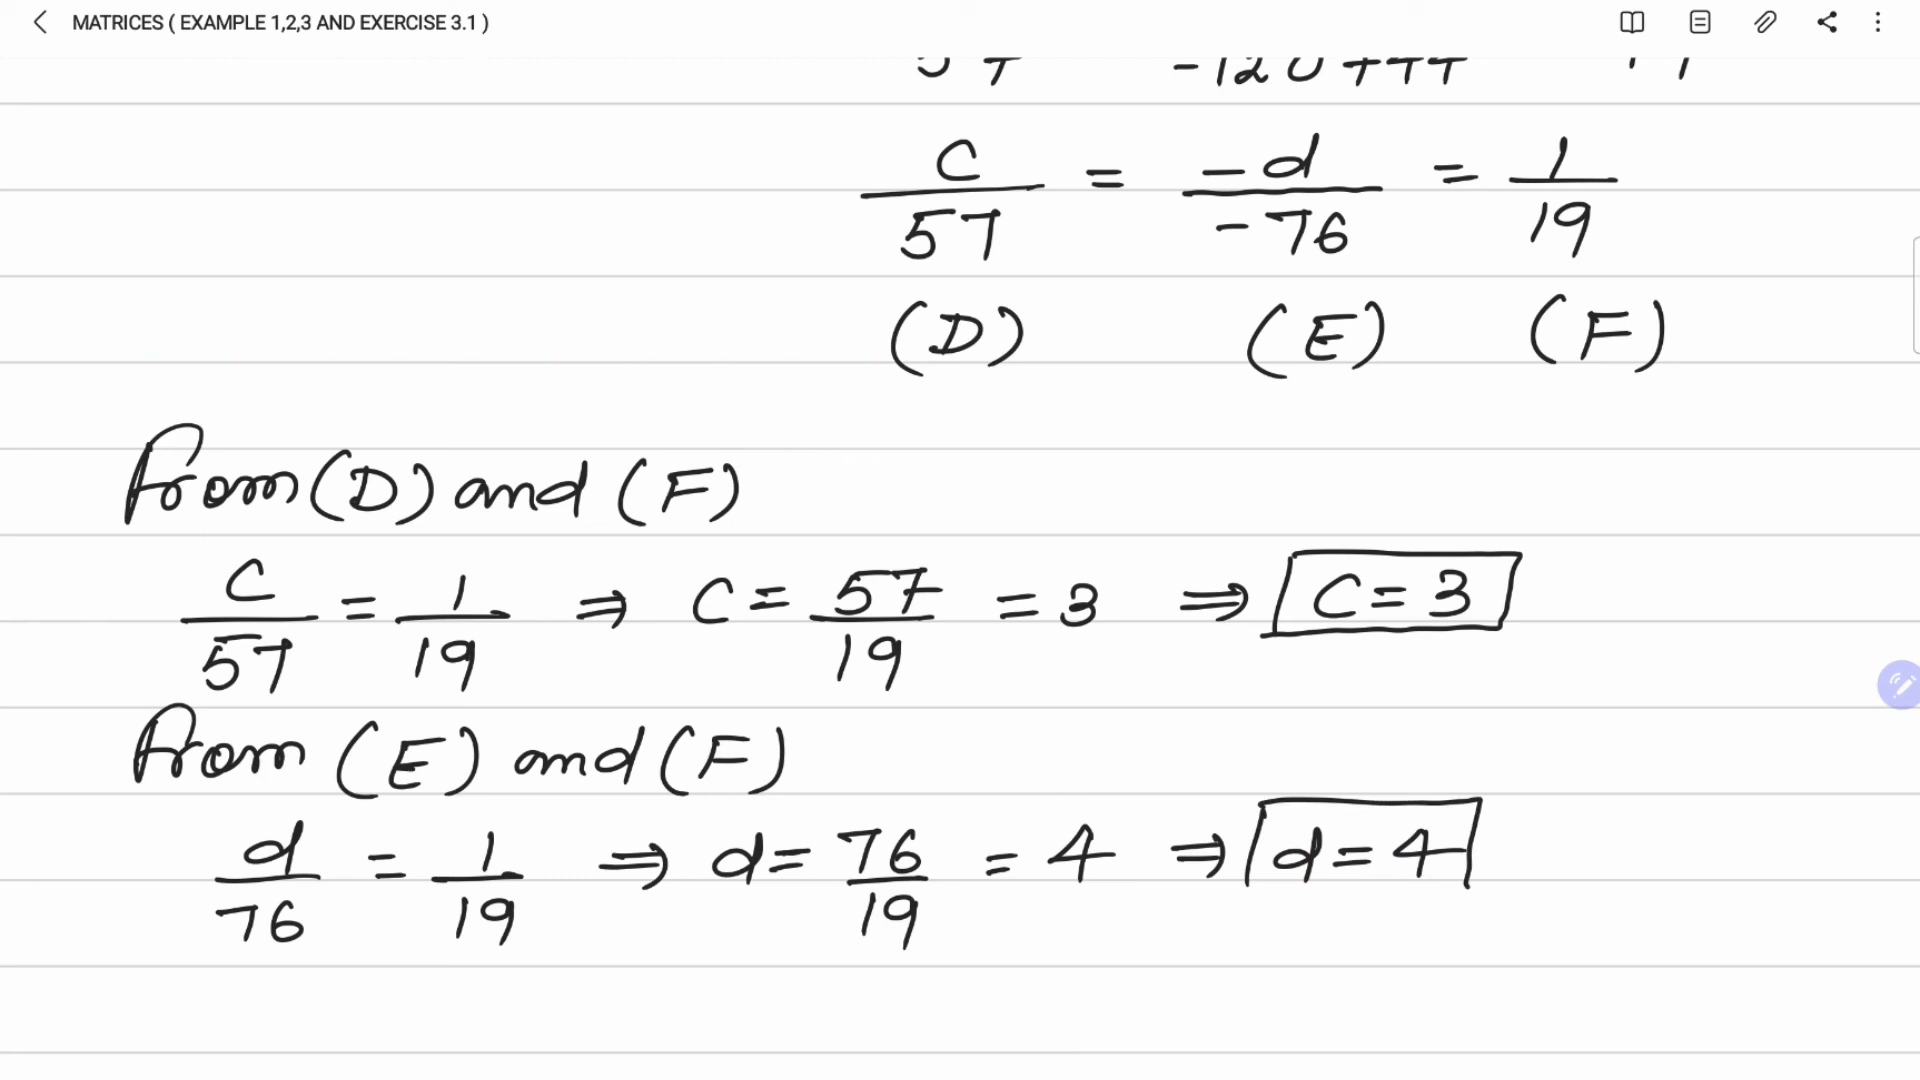 MATRICES ( EXAMPLE 1,2,3 AND EXERCISE 3.1 )
C/57 = -d/-76 = 1/19
(D) (E) (F)
From (D) and (F)
C/57 = 1/19 ⇒ C = 57/19 = 3 ⇒ C = 3
From (E) and (F)
d/76 = 1/19 ⇒ d = 76/19 = 4 ⇒ d = 4